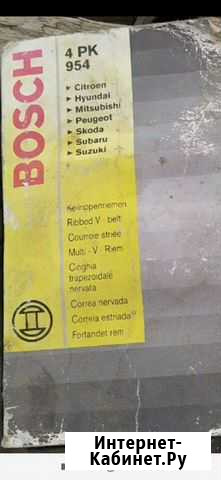 BOSCH
4 PK
954
Citroen
Hyundai
Mitsubishi
Peugeot
Skoda
Subaru
Suzuki
Keilrippenriemen
Ribbed V - belt
Courroie striée
Multi - V - Riem
Cinghia
trapezoidale
nervata
Correa nervada
Correia estriada
Fortandet rem
Интернет-
Кабинет.Ру